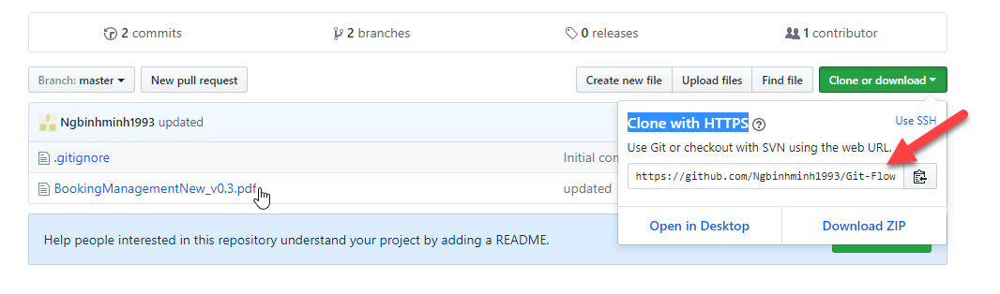 2 commits 2 branches 0 releases 1 contributor
Branch: master New pull request Create new file Upload files Find file Clone or download
Ngbinhminh1993 updated
.gitignore Initial com
BookingManagementNew_v0.3.pdf updated
Clone with HTTPS Use SSH
Use Git or checkout with SVN using the web URL.
https://github.com/Ngbinhminh1993/Git-Flow
Open in Desktop Download ZIP
Help people interested in this repository understand your project by adding a README.